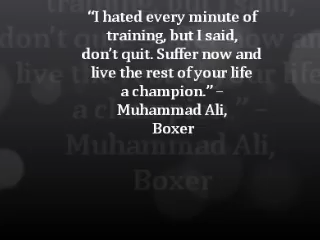 “I hated every minute of
training, but I said,
don’t quit. Suffer now and
live the rest of your life
a champion.” –
Muhammad Ali,
Boxer